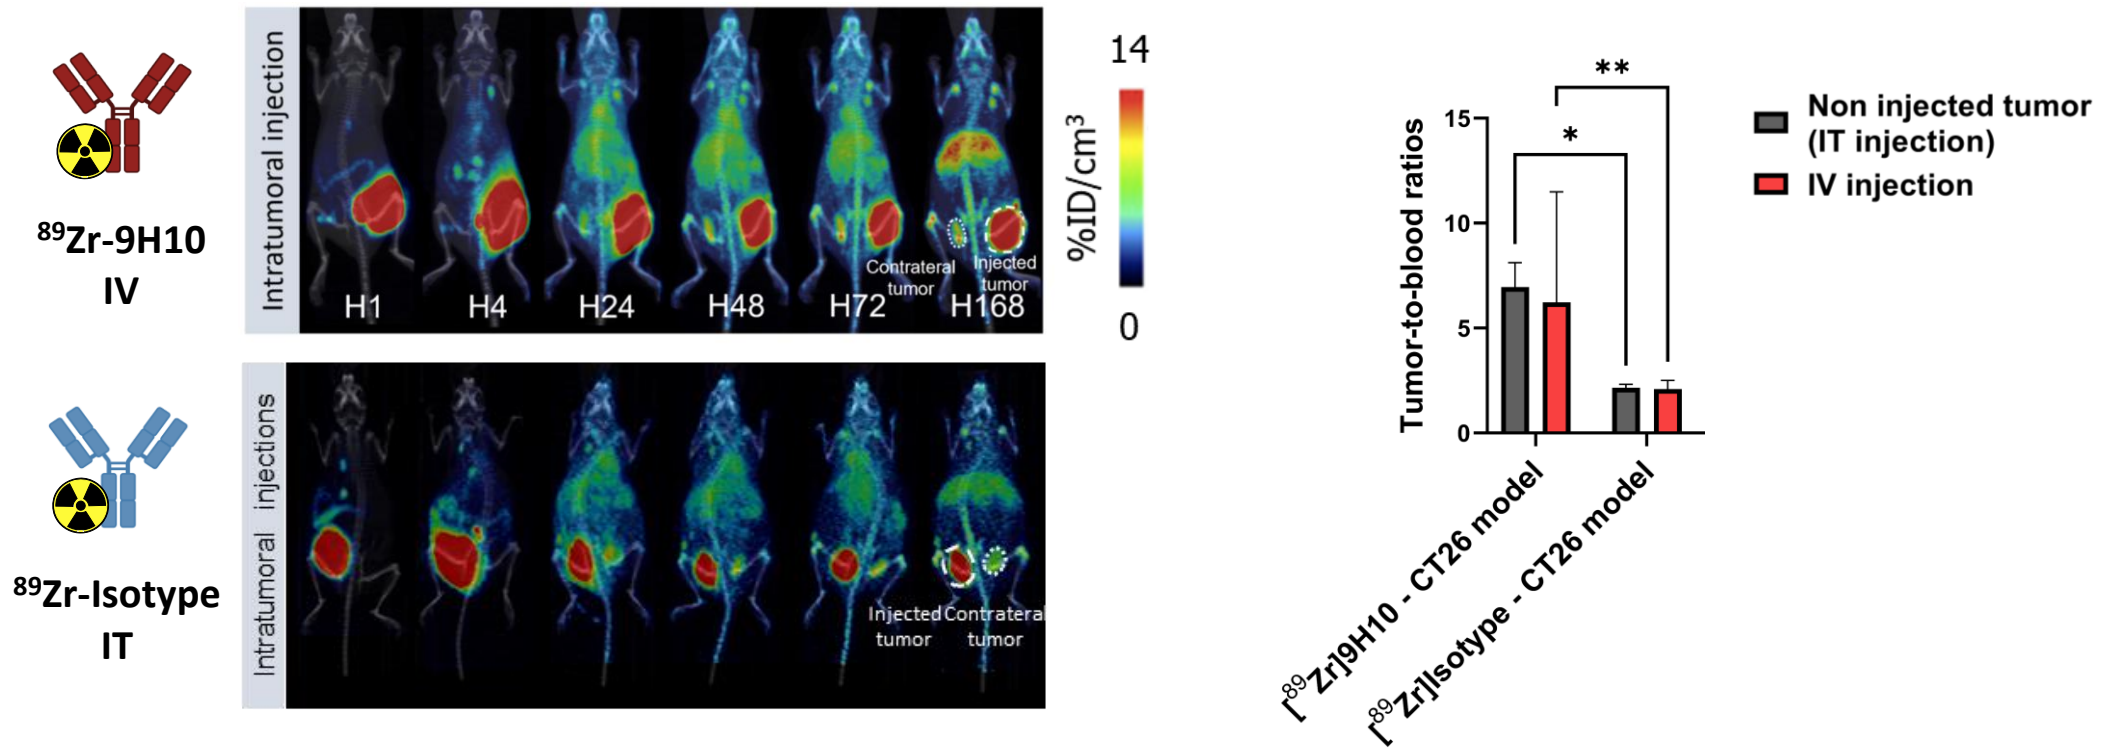 ⁸⁹Zr-9H10
IV
Intratumoral injection
H1
H4
H24
H48
H72
H168
Contrateral
tumor
Injected
tumor
14
%ID/cm³
0
⁸⁹Zr-Isotype
IT
Intratumoral injections
Injected
tumor
Contrateral
tumor
Tumor-to-blood ratios
15
10
5
0
*
**
[⁸⁹Zr]9H10 - CT26 model
[⁸⁹Zr]Isotype - CT26 model
Non injected tumor
(IT injection)
IV injection